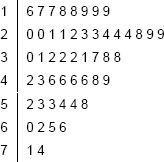 1 6 7 7 8 8 9 9 9
2 0 0 1 1 2 3 3 4 4 4 8 9 9
3 0 1 2 2 2 1 7 8 8
4 2 3 6 6 6 6 8 9
5 2 3 3 4 4 8
6 0 2 5 6
7 1 4